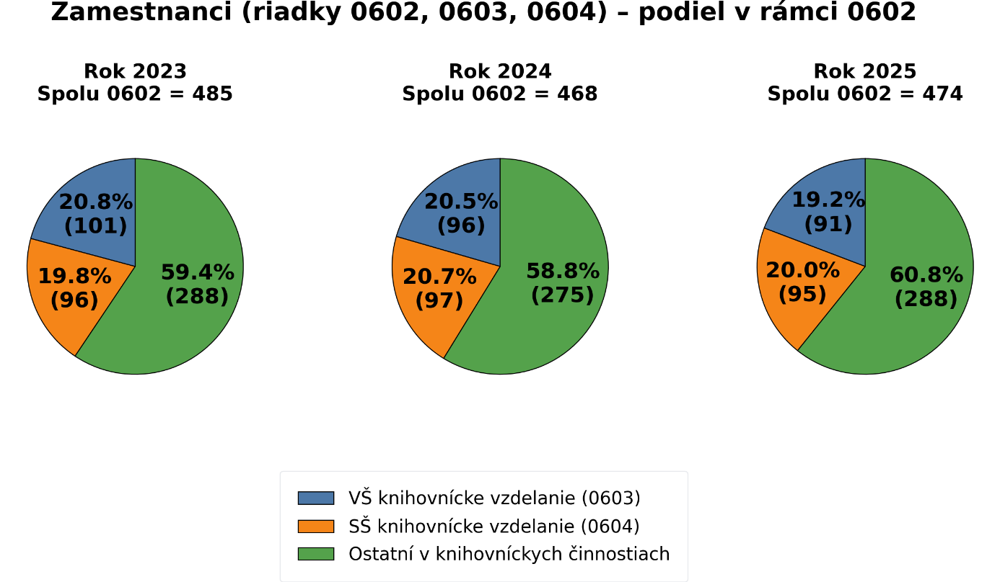 Zamestnanci (riadky 0602, 0603, 0604) – podiel v rámci 0602
Rok 2023
Spolu 0602 = 485
20.8%
(101)
19.8%
(96)
59.4%
(288)
Rok 2024
Spolu 0602 = 468
20.5%
(96)
20.7%
(97)
58.8%
(275)
Rok 2025
Spolu 0602 = 474
19.2%
(91)
20.0%
(95)
60.8%
(288)
VŠ knihovnícke vzdelanie (0603)
SŠ knihovnícke vzdelanie (0604)
Ostatní v knihovníckych činnostiach